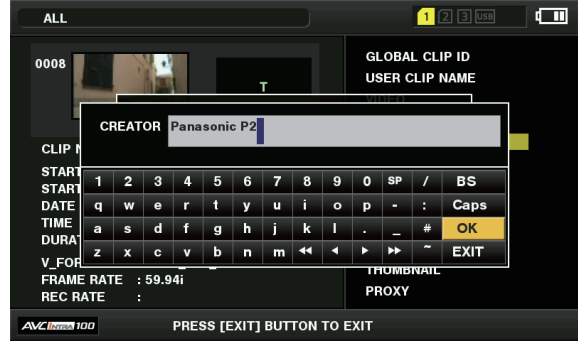 ALL
1 2 3 USB
0008
T
GLOBAL CLIP ID
USER CLIP NAME
VIDEO
CREATOR Panasonic P2
CLIP
START
START
DATE
TIME
DURA
V_FOR
FRAME RATE : 59.94i
REC RATE :
1 2 3 4 5 6 7 8 9 0 SP / BS
q w e r t y u i o p - : Caps
a s d f g h j k l . _ # OK
z x c v b n m ◀◀ ◀ ▶ ▶▶ ~ EXIT
THUMBNAIL
PROXY
AVC INTRA 100
PRESS [EXIT] BUTTON TO EXIT